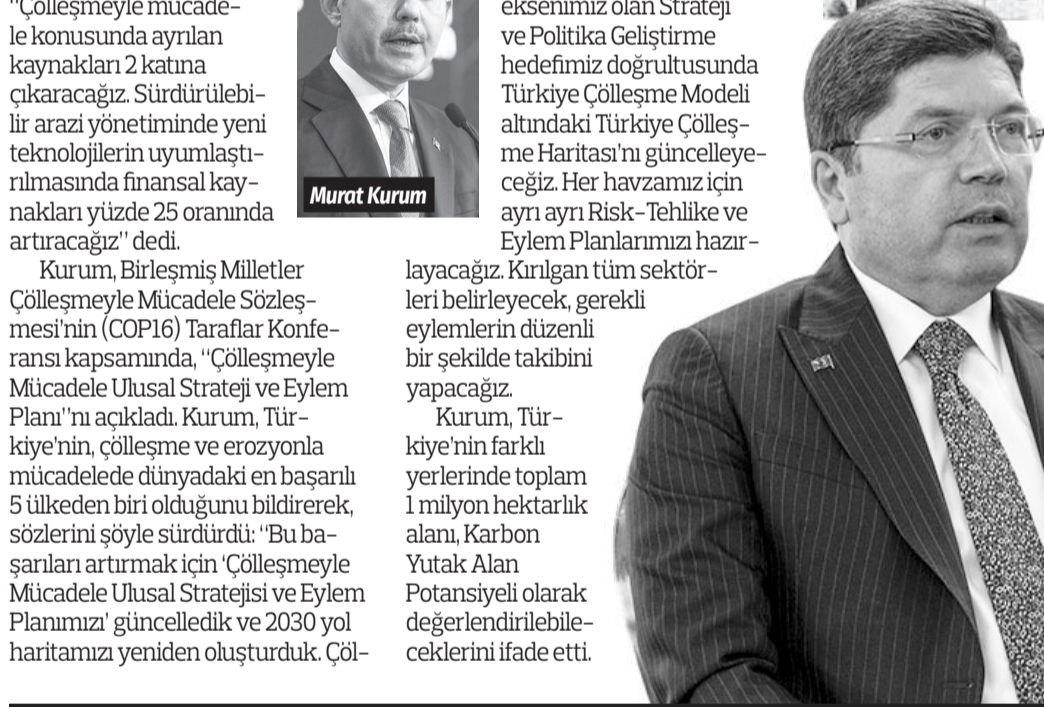 "Çölleşmeyle mücade-
le konusunda ayrılan
kaynakları 2 katına
çıkaracağız. Sürdürülebi-
lir arazi yönetiminde yeni
teknolojilerin uyumlaştı-
rılmasında finansal kay-
nakları yüzde 25 oranında
artıracağız" dedi.
Kurum, Birleşmiş Milletler
Çölleşmeyle Mücadele Sözleş-
mesi'nin (COP16) Taraflar Konfe-
ransı kapsamında, "Çölleşmeyle
Mücadele Ulusal Strateji ve Eylem
Planı"nı açıkladı. Kurum, Tür-
kiye'nin, çölleşme ve erozyonla
mücadelede dünyadaki en başarılı
5 ülkeden biri olduğunu bildirerek,
sözlerini şöyle sürdürdü: "Bu ba-
şarıları artırmak için 'Çölleşmeyle
Mücadele Ulusal Stratejisi ve Eylem
Planımızı' güncelledik ve 2030 yol
haritamızı yeniden oluşturduk. Çöl-
Murat Kurum
eksenimiz olan Strateji
ve Politika Geliştirme
hedefimiz doğrultusunda
Türkiye Çölleşme Modeli
altındaki Türkiye Çölleş-
me Haritası'nı güncelleye-
ceğiz. Her havzamız için
ayrı ayrı Risk-Tehlike ve
Eylem Planlarımızı hazır-
layacağız. Kırılgan tüm sektör-
leri belirleyecek, gerekli
eylemlerin düzenli
bir şekilde takibini
yapacağız.
Kurum, Tür-
kiye'nin farklı
yerlerinde toplam
1 milyon hektarlık
alanı, Karbon
Yutak Alan
Potansiyeli olarak
değerlendirilebile-
ceklerini ifade etti.